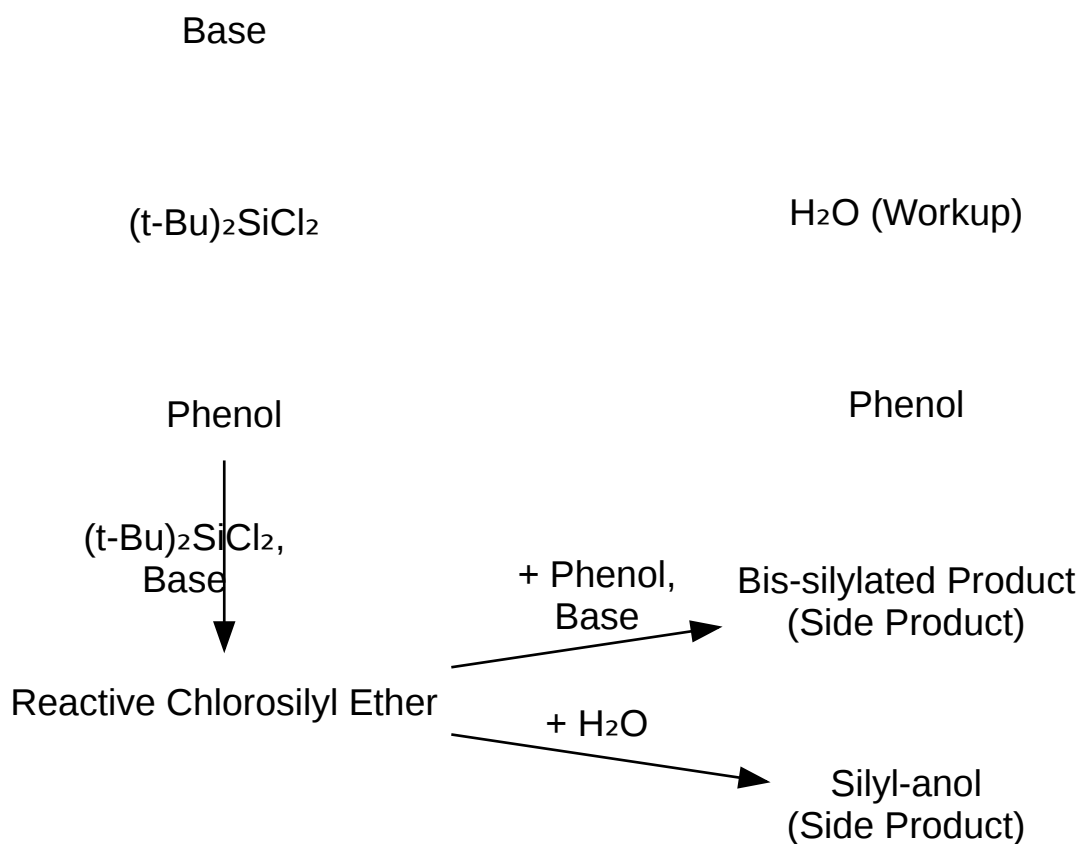 Base
(t-Bu)₂SiCl₂
H₂O (Workup)
Phenol
Phenol
(t-Bu)₂SiCl₂,
Base
+ Phenol,
Base
Bis-silylated Product
(Side Product)
Reactive Chlorosilyl Ether
+ H₂O
Silyl-anol
(Side Product)